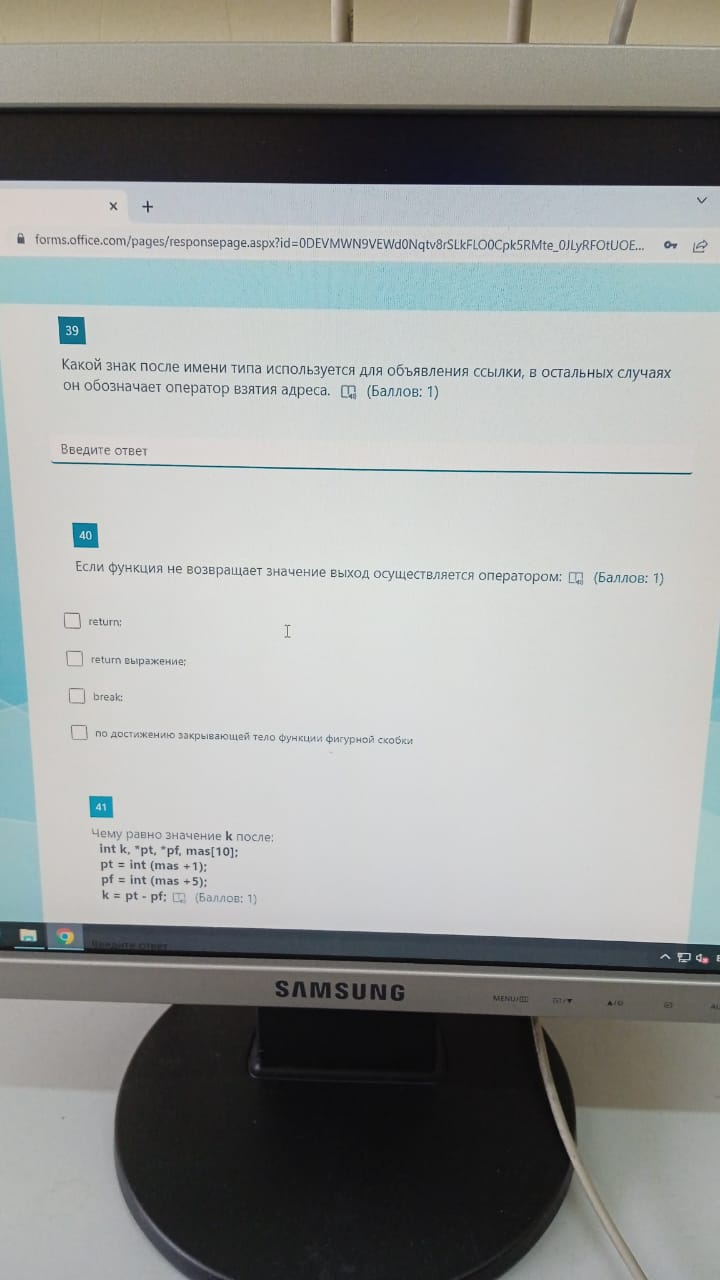 forms.office.com/pages/responsepage.aspx?id=0DEVMWN9VEWd0Nqtv8rSLkFLO0Cpk5RMte_0JLyRFOtUOE...
39
Какой знак после имени типа используется для объявления ссылки, в остальных случаях
он обозначает оператор взятия адреса. (Баллов: 1)
Введите ответ
40
Если функция не возвращает значение выход осуществляется оператором: (Баллов: 1)
return;
return выражение;
break;
по достижению закрывающей тело функции фигурной скобки
41
Чему равно значение k после:
int k, *pt, *pf, mas[10];
pt = int (mas +1);
pf = int (mas +5);
k = pt - pf; (Баллов: 1)
Введите ответ
SAMSUNG
MENU/